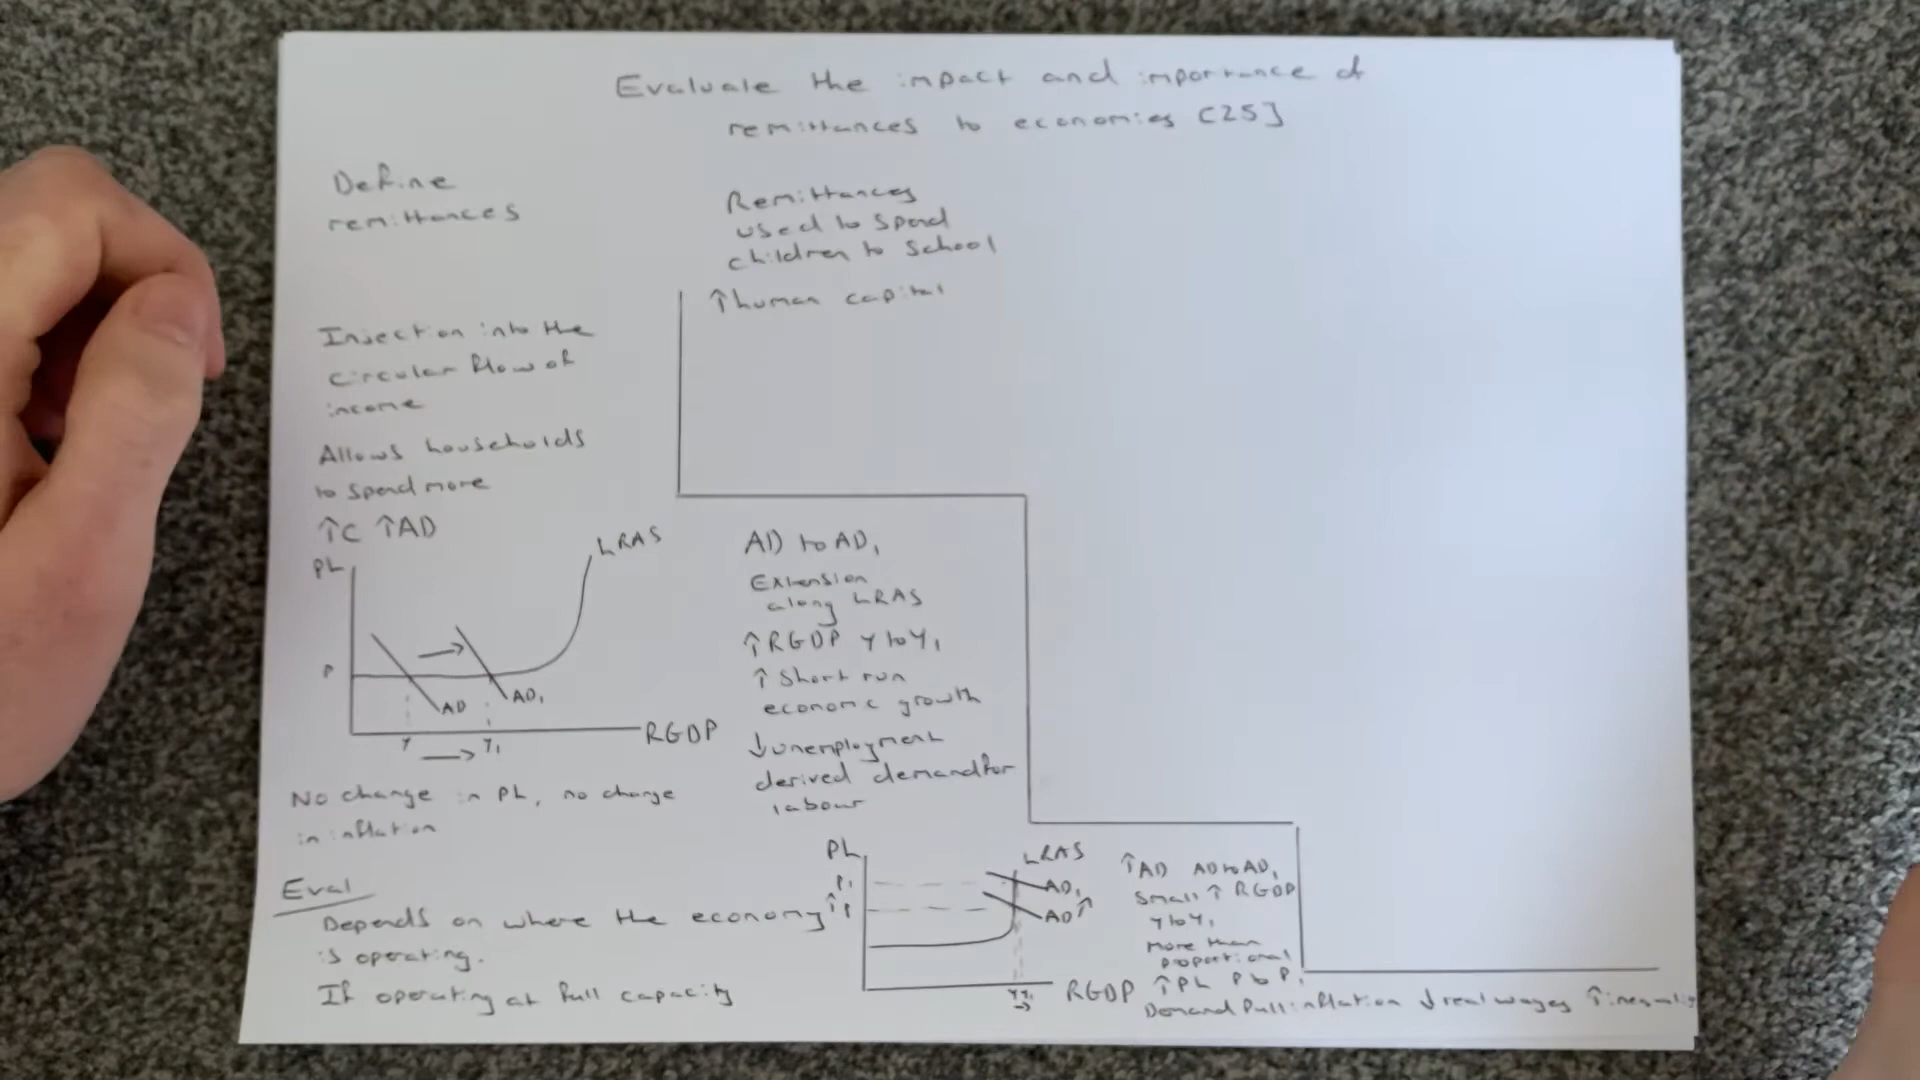 Evaluate the impact and importance of
remittances to economies [25]
Define
remittances
Injection into the
circular flow of
income
Allows households
to spend more
↑C ↑AD
PL
LRAS
P
AD
AD₁
Y
→
Y₁
RGDP
No change in PL, no change
in inflation
AD to AD₁
Extension
along LRAS
↑RGDP Y to Y₁
↑ Short run
economic growth
↓unemployment
derived demand for
labour
Eval
Depends on where the economy
is operating.
If operating at full capacity
PL
LRAS
P₁
↑P
AD₁
AD↑
Y Y₁
→
RGDP
↑AD AD to AD₁
Small ↑ RGDP
Y to Y₁
More than
proportional
↑PL P to P₁
Demand Pull inflation ↓real wages ↑inequality
Remittances
used to spend
children to school
↑human capital